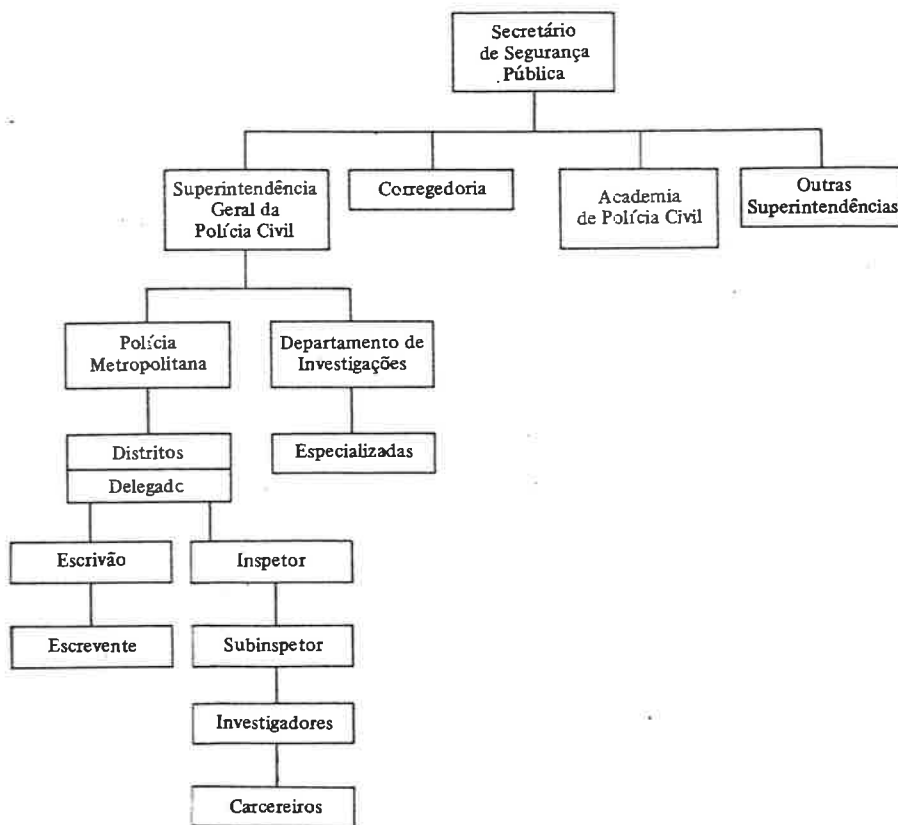 Secretário
de Segurança
Pública
Superintendência
Geral da
Polícia Civil
Corregedoria
Academia
de Polícia Civil
Outras
Superintendências
Polícia
Metropolitana
Departamento de
Investigações
Distritos
Delegadc
Especializadas
Escrivão
Inspetor
Escrevente
Subinspetor
Investigadores
Carcereiros